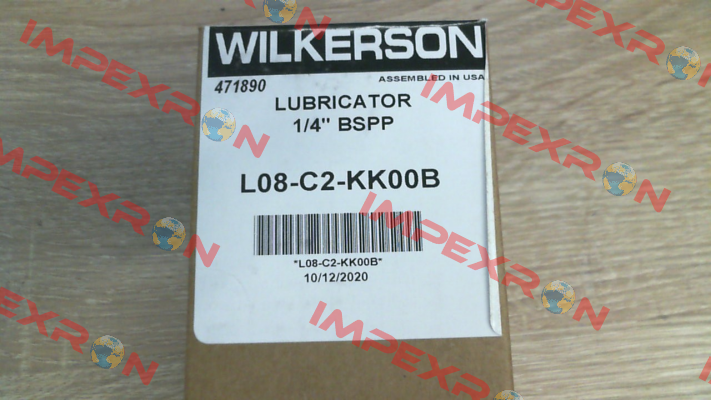 WILKERSON
471890
ASSEMBLED IN USA
LUBRICATOR
1/4" BSPP
L08-C2-KK00B
"L08-C2-KK00B"
10/12/2020
IMPEXRON
IMPEXRON
IMPEXRON
IMPEXRON
IMPEXRON
IMPEXRON